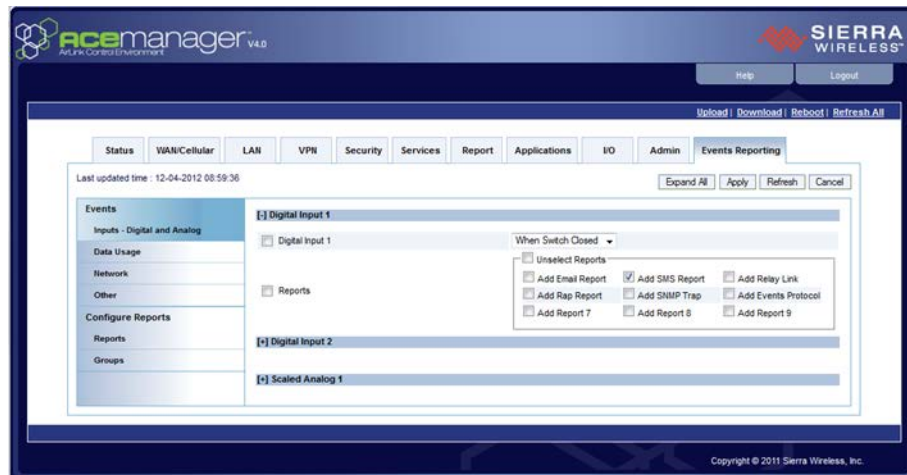 ACEmanager V4.0
AirLink Control Environment
SIERRA WIRELESS™
Help Logout
Upload | Download | Reboot | Refresh All
Status WAN/Cellular LAN VPN Security Services Report Applications I/O Admin Events Reporting
Last updated time : 12-04-2012 08:59:36
Expand All Apply Refresh Cancel
Events
Inputs - Digital and Analog
Data Usage
Network
Other
Configure Reports
Reports
Groups
[-] Digital Input 1
Digital Input 1 When Switch Closed
Reports
Unselect Reports
Add Email Report Add SMS Report Add Relay Link
Add Rap Report Add SNMP Trap Add Events Protocol
Add Report 7 Add Report 8 Add Report 9
[+] Digital Input 2
[+] Scaled Analog 1
Copyright © 2011 Sierra Wireless, Inc.